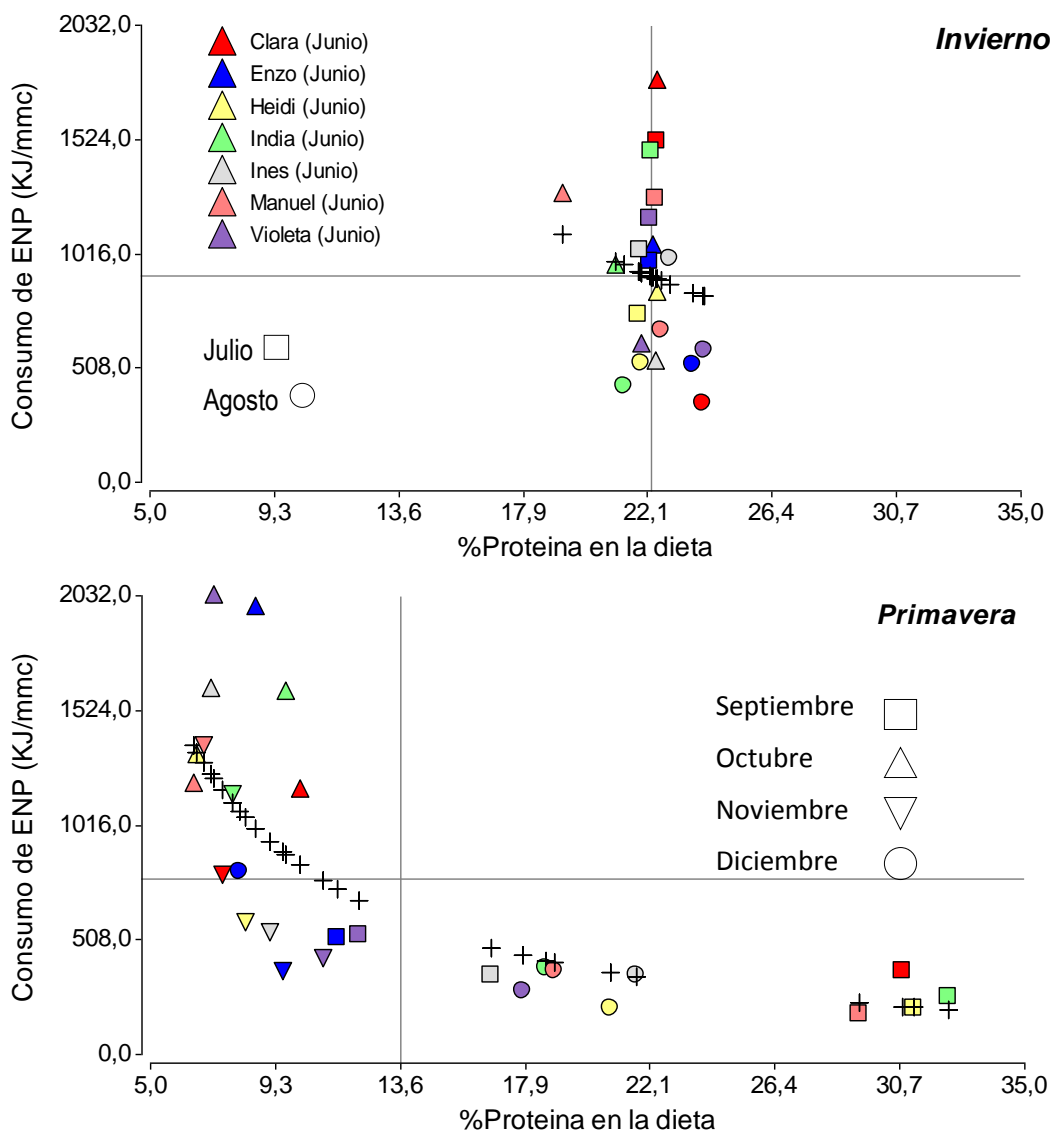 Invierno
Consumo de ENP (KJ/mmc)
2032,0
1524,0
1016,0
508,0
0,0
Clara (Junio)
Enzo (Junio)
Heidi (Junio)
India (Junio)
Ines (Junio)
Manuel (Junio)
Violeta (Junio)
Julio
Agosto
5,0 9,3 13,6 17,9 22,1 26,4 30,7 35,0
%Proteina en la dieta
Primavera
Consumo de ENP (KJ/mmc)
2032,0
1524,0
1016,0
508,0
0,0
Septiembre
Octubre
Noviembre
Diciembre
5,0 9,3 13,6 17,9 22,1 26,4 30,7 35,0
%Proteina en la dieta